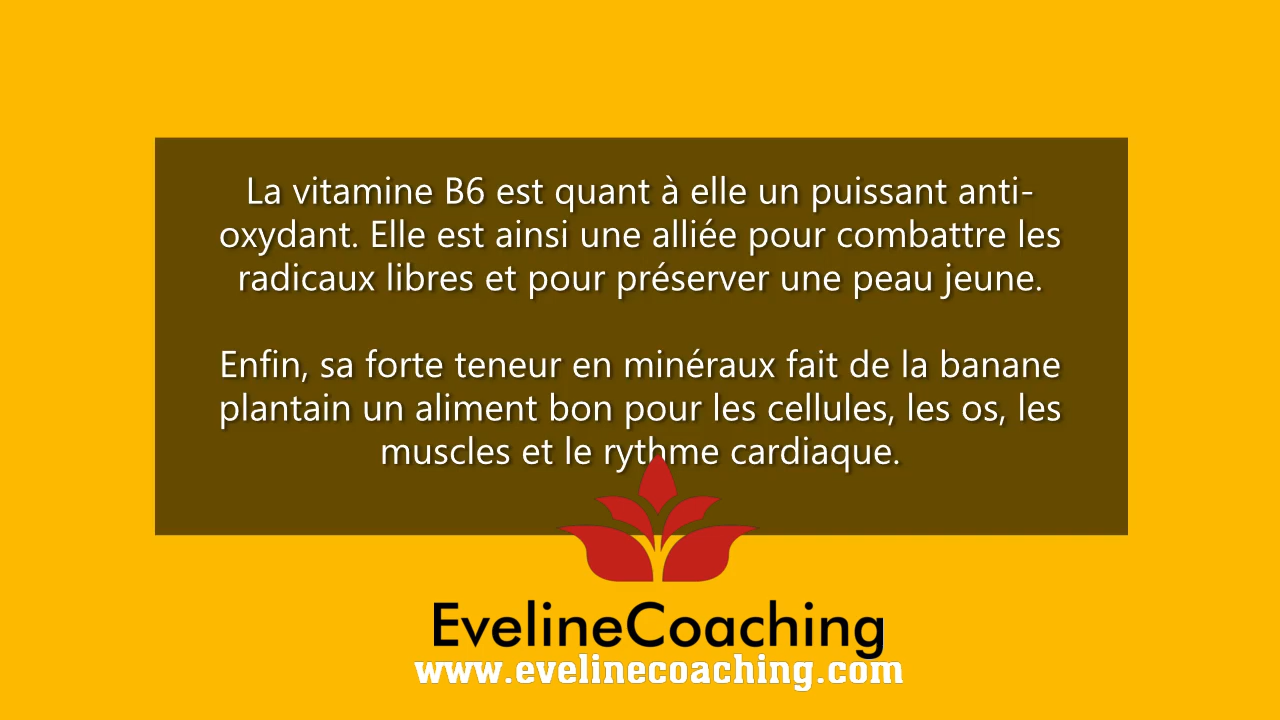 La vitamine B6 est quant à elle un puissant anti-
oxydant. Elle est ainsi une alliée pour combattre les
radicaux libres et pour préserver une peau jeune.
Enfin, sa forte teneur en minéraux fait de la banane
plantain un aliment bon pour les cellules, les os, les
muscles et le rythme cardiaque.
EvelineCoaching
www.evelinecoaching.com